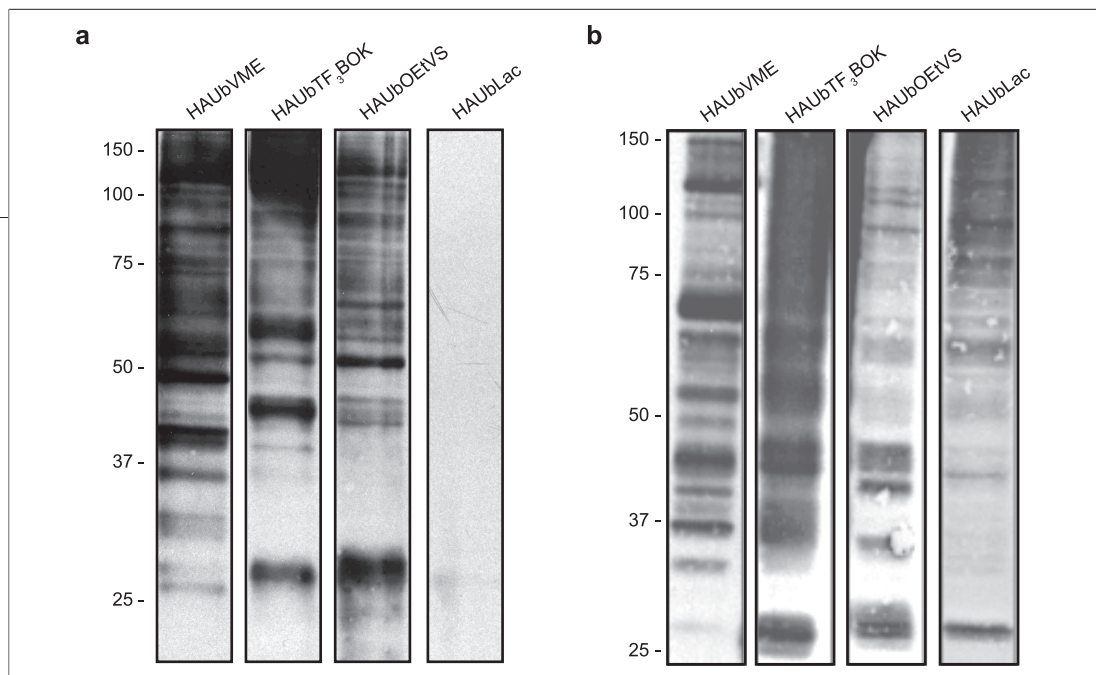 a
HAUbVME
HAUbTF₃BOK
HAUbOEtVS
HAUbLac
150 -
100 -
75 -
50 -
37 -
25 -
b
HAUbVME
HAUbTF₃BOK
HAUbOEtVS
HAUbLac
150 -
100 -
75 -
50 -
37 -
25 -